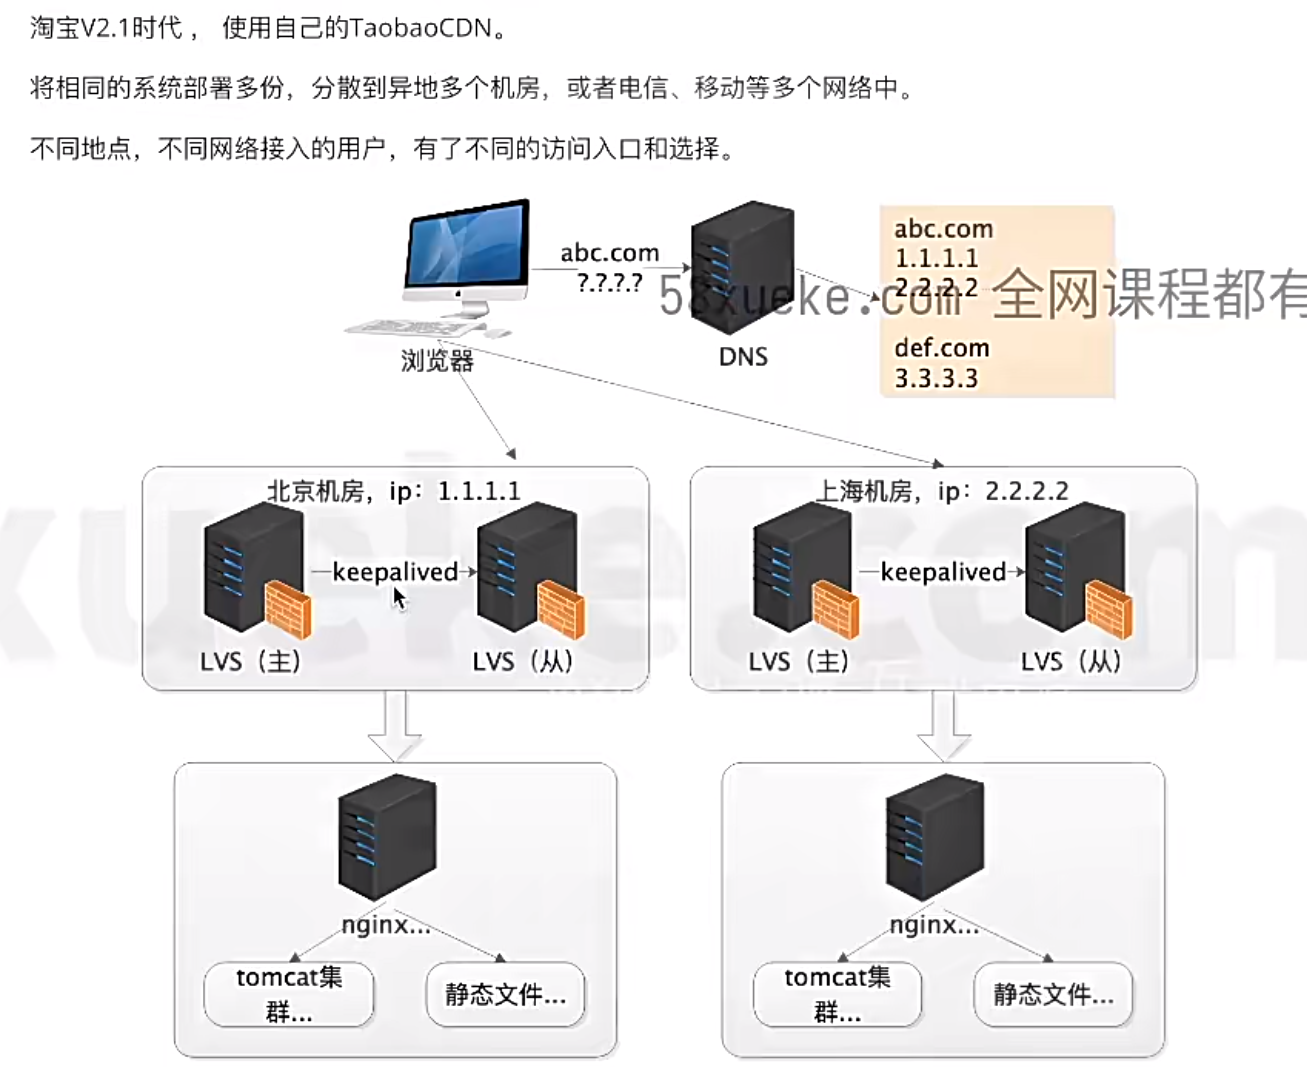 淘宝V2.1时代 ， 使用自己的TaobaoCDN。
将相同的系统部署多份，分散到异地多个机房，或者电信、移动等多个网络中。
不同地点，不同网络接入的用户，有了不同的访问入口和选择。
abc.com
?.?.?.?
浏览器
DNS
abc.com
1.1.1.1
2.2.2.2
def.com
3.3.3.3
58xueke.com 全网课程都有
北京机房，ip：1.1.1.1
keepalived
LVS（主）
LVS（从）
上海机房，ip：2.2.2.2
keepalived
LVS（主）
LVS（从）
xueke.com
nginx...
tomcat集
群...
静态文件...
nginx...
tomcat集
群...
静态文件...